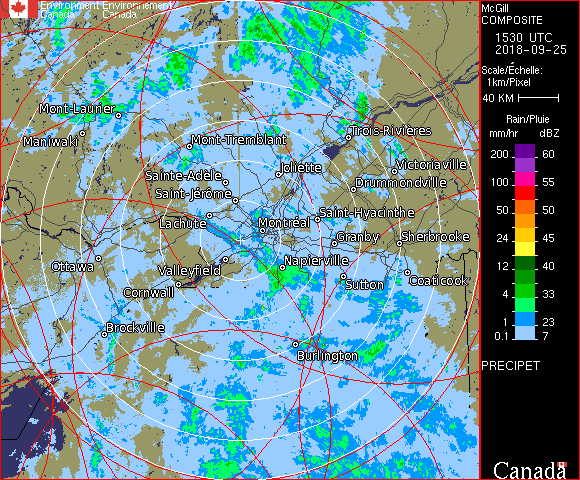 Environment Environnement
Canada Canada
McGill
COMPOSITE
1530 UTC
2018-09-25
Scale/Échelle:
1km/Pixel
40 KM
Rain/Pluie
mm/hr dBZ
200 60
100 55
50 50
24 45
12 40
4 33
1 23
0.1 7
PRECIPET
Canada
Mont-Laurier
Maniwaki
Mont-Tremblant
Trois-Rivières
Joliette
Victoriaville
Sainte-Adèle
Drummondville
Saint-Jérôme
Lachute
Montréal
Saint-Hyacinthe
Granby
Sherbrooke
Ottawa
Valleyfield
Napierville
Cornwall
Sutton
Coaticook
Brockville
Burlington